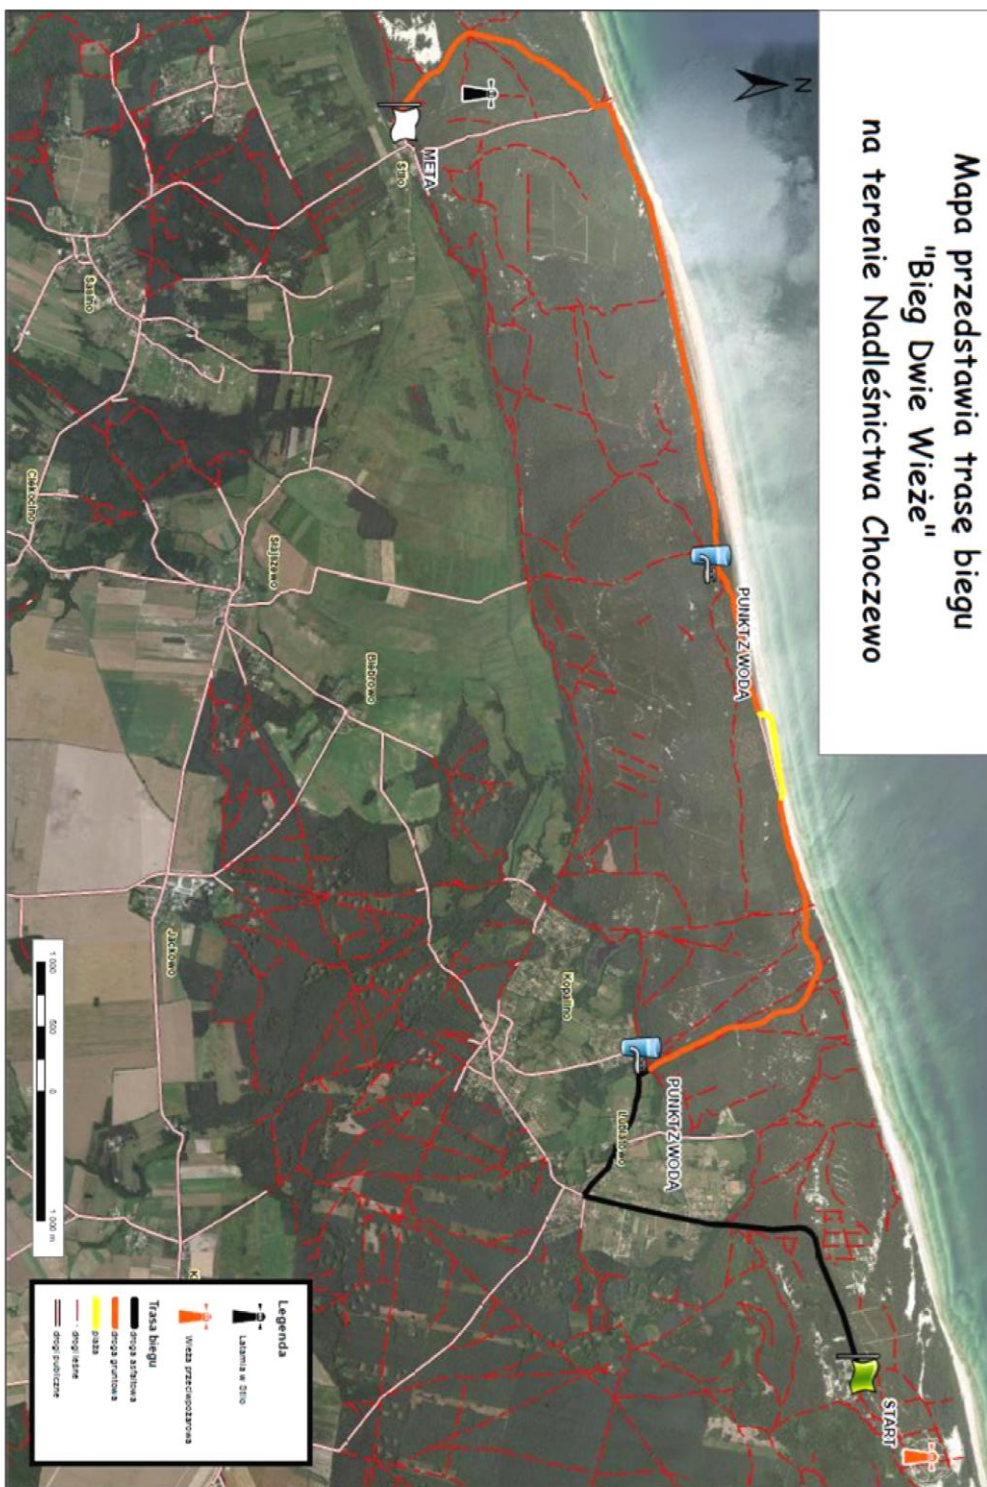 Mapa przedstawia trasę biegu
"Bieg Dwie Wieże"
na terenie Nadleśnictwa Choczewo
N
META
Stilo
Sasino
Ciekocino
Słajszewo
Biebrowo
PUNKT Z WODĄ
Jackowo
Kopalino
PUNKT Z WODĄ
Lubiatowo
START
K
1 000
500
0
1 000 m
Legenda
Latarnia w Stilo
Wieża przeciwpożarowa
Trasa biegu
droga asfaltowa
droga gruntowa
plaża
drogi leśne
drogi publiczne